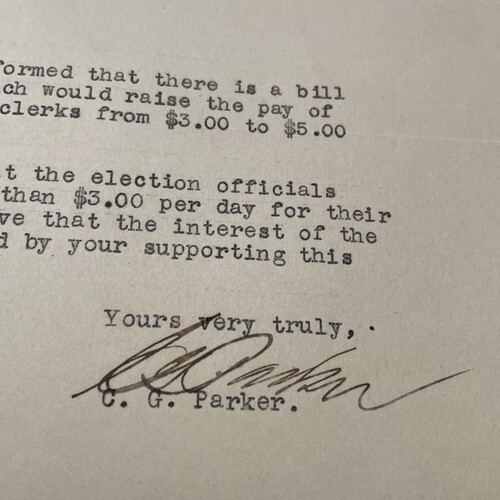 formed that there is a bill
ch would raise the pay of
clerks from $3.00 to $5.00
t the election officials
than $3.00 per day for their
ve that the interest of the
d by your supporting this
Yours very truly,
C G Parker
C. G. Parker.